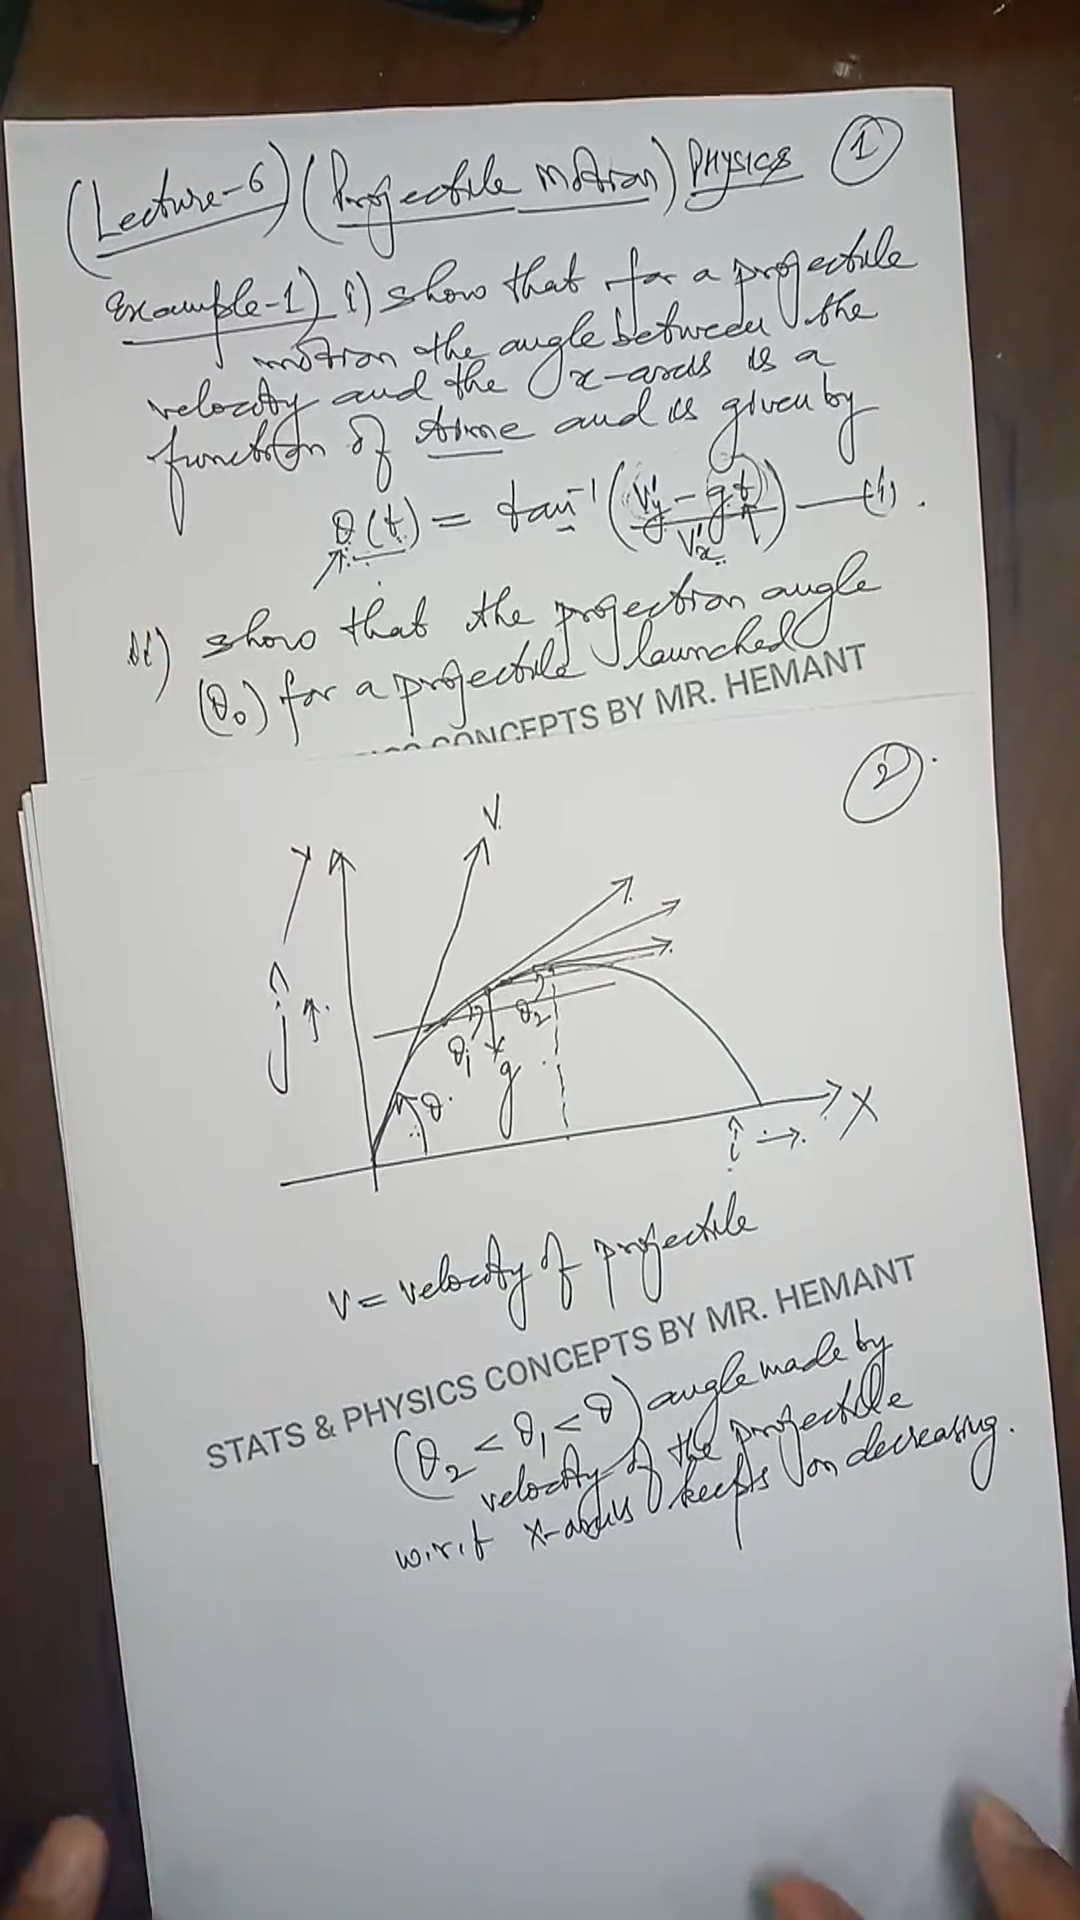 (Lecture-6) (Projectile motion) Physics ①
Example-1) i) show that for a projectile
motion the angle between the
velocity and the x-axis is a
function of time and is given by
θ(t) = tan⁻¹ ((V'y - gt)/V'x) —(1).
ii) show that the projection angle
(θ₀) for a projectile launched
CONCEPTS BY MR. HEMANT
②.
V
Y
ĵ
θ₁
θ₂
g
θ
X
î
V = velocity of projectile
STATS & PHYSICS CONCEPTS BY MR. HEMANT
(θ₂ < θ₁ < θ) angle made by
velocity of the projectile
w.r.t x-axis keeps on decreasing.